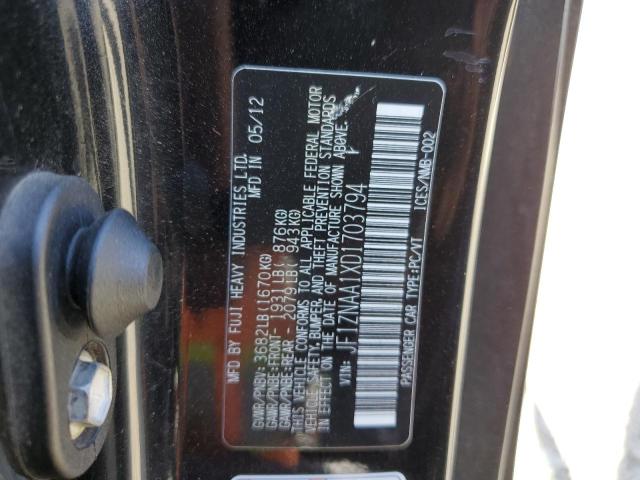 MFD BY FUJI HEAVY INDUSTRIES LTD.
MFD IN 05/12
GVWR/PNBV: 3682LB(1670KG)
GAWR/PNBE:FRONT- 1931LB( 876KG)
GAWR/PNBE:REAR - 2079LB( 943KG)
THIS VEHICLE CONFORMS TO ALL APPLICABLE FEDERAL MOTOR
VEHICLE SAFETY, BUMPER, AND THEFT PREVENTION STANDARDS
IN EFFECT ON THE DATE OF MANUFACTURE SHOWN ABOVE.
VIN: JF1ZNAA1XD1703794
PASSENGER CAR TYPE:PC/VT ICES/NMB-002